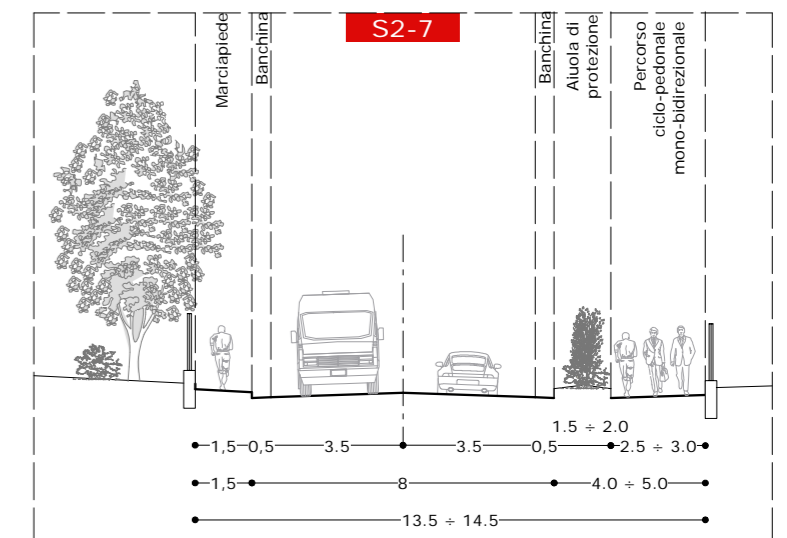 S2-7
Marciapiede
Banchina
Banchina
Aiuola di
protezione
Percorso
ciclo-pedonale
mono-bidirezionale
1.5 ÷ 2.0
1,5 0,5 3.5 3.5 0,5 2.5 ÷ 3.0
1,5 8 4.0 ÷ 5.0
13.5 ÷ 14.5